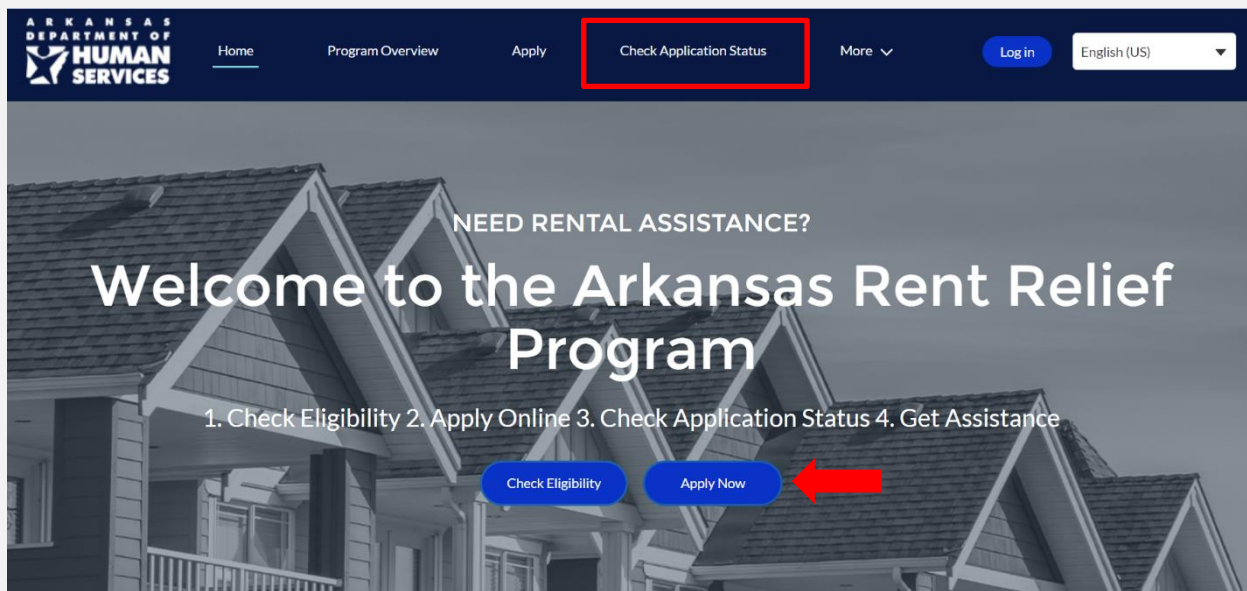 ARKANSAS
DEPARTMENT OF
HUMAN
SERVICES
Home Program Overview Apply Check Application Status More Log in English (US)
NEED RENTAL ASSISTANCE?
Welcome to the Arkansas Rent Relief
Program
1. Check Eligibility 2. Apply Online 3. Check Application Status 4. Get Assistance
Check Eligibility Apply Now